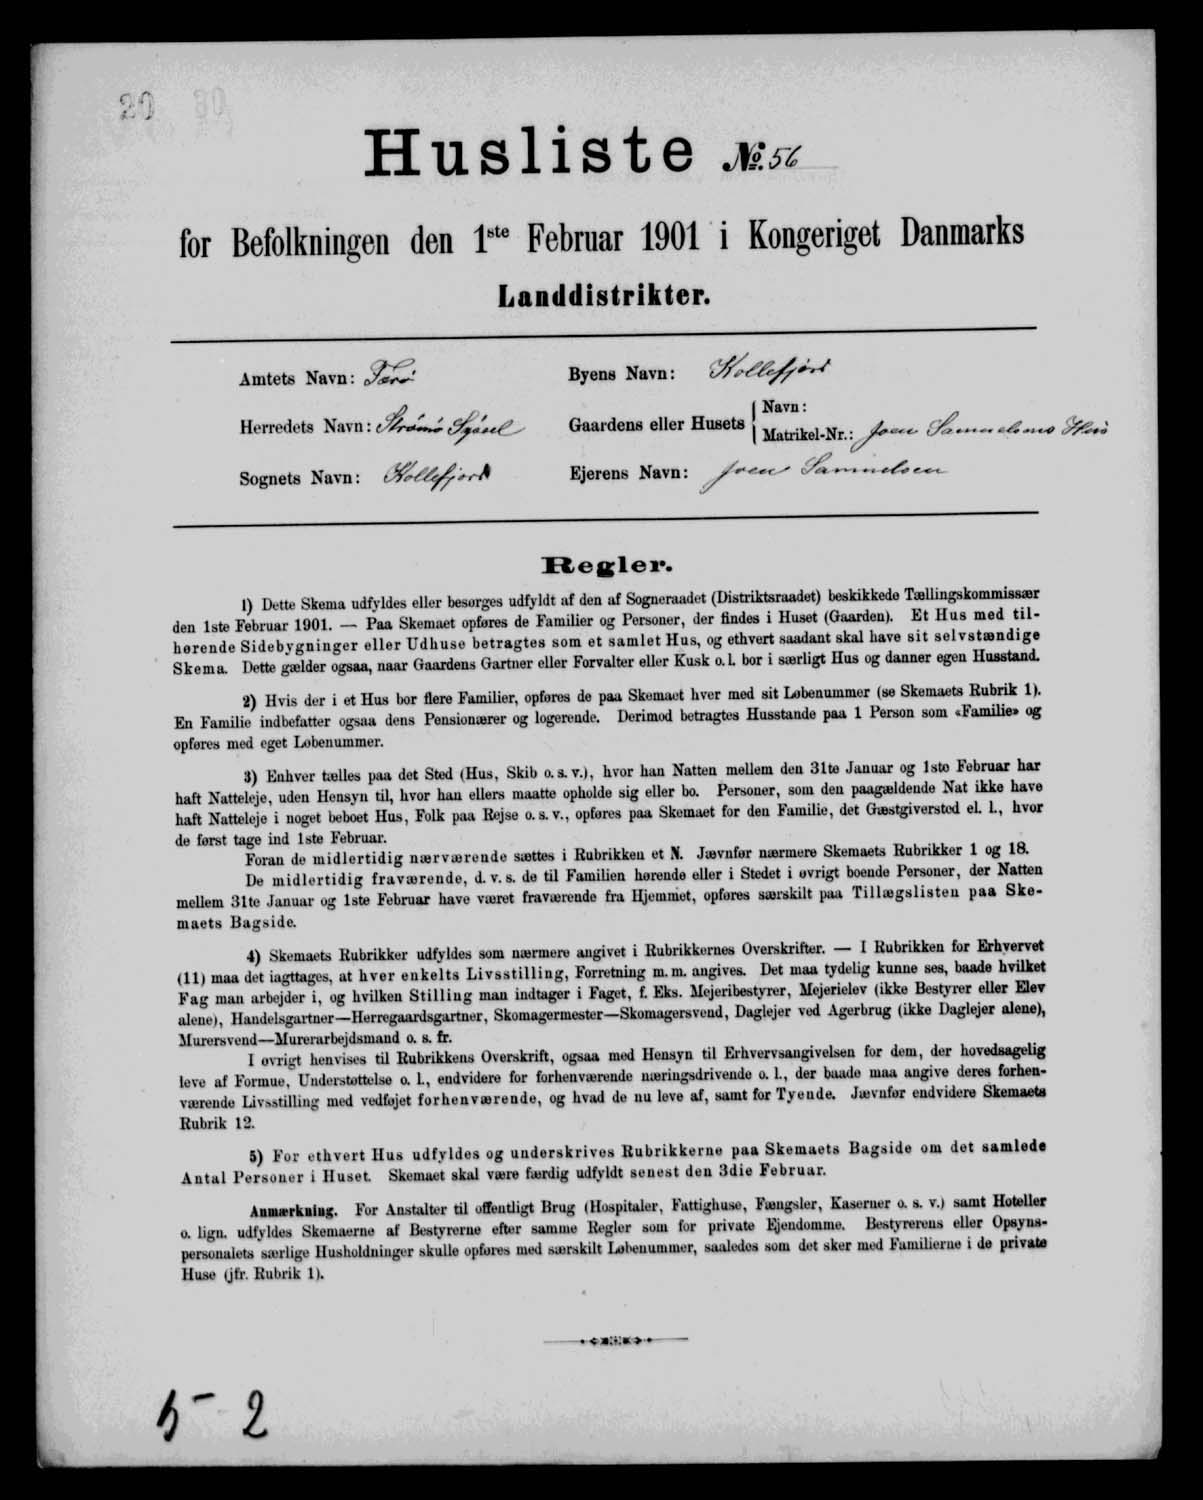 20
Husliste №. 56
for Befolkningen den 1ste Februar 1901 i Kongeriget Danmarks
Landdistrikter.
Amtets Navn: Færø
Byens Navn: Kollefjord
Herredets Navn: Strømø Syssel
Gaardens eller Husets { Navn:
Matrikel-Nr.: Joen Samuelsens Hus
Sognets Navn: Kollefjord
Ejerens Navn: Joen Samuelsen
Regler.
1) Dette Skema udfyldes eller besørges udfyldt af den af Sogneraadet (Distriktsraadet) beskikkede Tællingskommissær
den 1ste Februar 1901. — Paa Skemaet opføres de Familier og Personer, der findes i Huset (Gaarden). Et Hus med til-
hørende Sidebygninger eller Udhuse betragtes som et samlet Hus, og ethvert saadant skal have sit selvstændige
Skema. Dette gælder ogsaa, naar Gaardens Gartner eller Forvalter eller Kusk o. l. bor i særligt Hus og danner egen Husstand.
2) Hvis der i et Hus bor flere Familier, opføres de paa Skemaet hver med sit Løbenummer (se Skemaets Rubrik 1).
En Familie indbefatter ogsaa dens Pensionærer og logerende. Derimod betragtes Husstande paa 1 Person som «Familie» og
opføres med eget Løbenummer.
3) Enhver tælles paa det Sted (Hus, Skib o. s. v.), hvor han Natten mellem den 31te Januar og 1ste Februar har
haft Natteleje, uden Hensyn til, hvor han ellers maatte opholde sig eller bo. Personer, som den paagældende Nat ikke have
haft Natteleje i noget beboet Hus, Folk paa Rejse o. s. v., opføres paa Skemaet for den Familie, det Gæstgiversted el. l., hvor
de først tage ind 1ste Februar.
Foran de midlertidig nærværende sættes i Rubrikken et N. Jævnfør nærmere Skemaets Rubrikker 1 og 18.
De midlertidig fraværende, d. v. s. de til Familien hørende eller i Stedet i øvrigt boende Personer, der Natten
mellem 31te Januar og 1ste Februar have været fraværende fra Hjemmet, opføres særskilt paa Tillægslisten paa Ske-
maets Bagside.
4) Skemaets Rubrikker udfyldes som nærmere angivet i Rubrikkernes Overskrifter. — I Rubrikken for Erhvervet
(11) maa det iagttages, at hver enkelts Livsstilling, Forretning m. m. angives. Det maa tydelig kunne ses, baade hvilket
Fag man arbejder i, og hvilken Stilling man indtager i Faget, f. Eks. Mejeribestyrer, Mejerielev (ikke Bestyrer eller Elev
alene), Handelsgartner—Herregaardsgartner, Skomagermester—Skomagersvend, Daglejer ved Agerbrug (ikke Daglejer alene),
Murersvend—Murerarbejdsmand o. s. fr.
I øvrigt henvises til Rubrikkens Overskrift, ogsaa med Hensyn til Erhvervsangivelsen for dem, der hovedsagelig
leve af Formue, Understøttelse o. l., endvidere for forhenværende næringsdrivende o. l., der baade maa angive deres forhen-
værende Livsstilling med vedføjet forhenværende, og hvad de nu leve af, samt for Tyende. Jævnfør endvidere Skemaets
Rubrik 12.
5) For ethvert Hus udfyldes og underskrives Rubrikkerne paa Skemaets Bagside om det samlede
Antal Personer i Huset. Skemaet skal være færdig udfyldt senest den 3die Februar.
Anmærkning. For Anstalter til offentligt Brug (Hospitaler, Fattighuse, Fængsler, Kaserner o. s. v.) samt Hoteller
o. lign. udfyldes Skemaerne af Bestyrerne efter samme Regler som for private Ejendomme. Bestyrerens eller Opsyns-
personalets særlige Husholdninger skulle opføres med særskilt Løbenummer, saaledes som det sker med Familierne i de private
Huse (jfr. Rubrik 1).
5 2